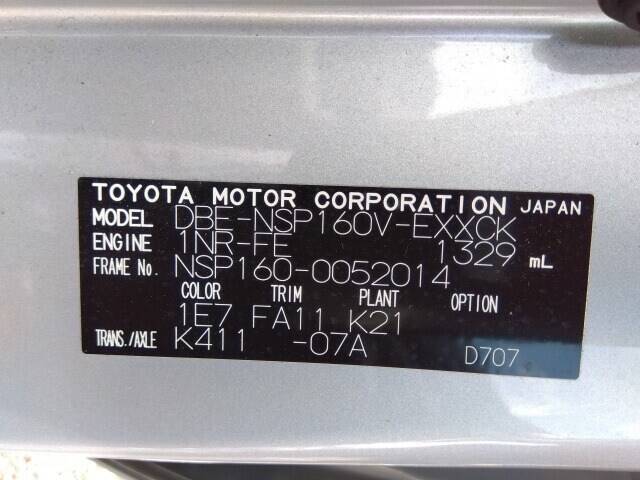 TOYOTA MOTOR CORPORATION JAPAN
MODEL DBE-NSP160V-EXXCK
ENGINE 1NR-FE 1329 mL
FRAME No. NSP160-0052014
COLOR TRIM PLANT OPTION
1E7 FA11 K21
TRANS./AXLE K411 -07A D707